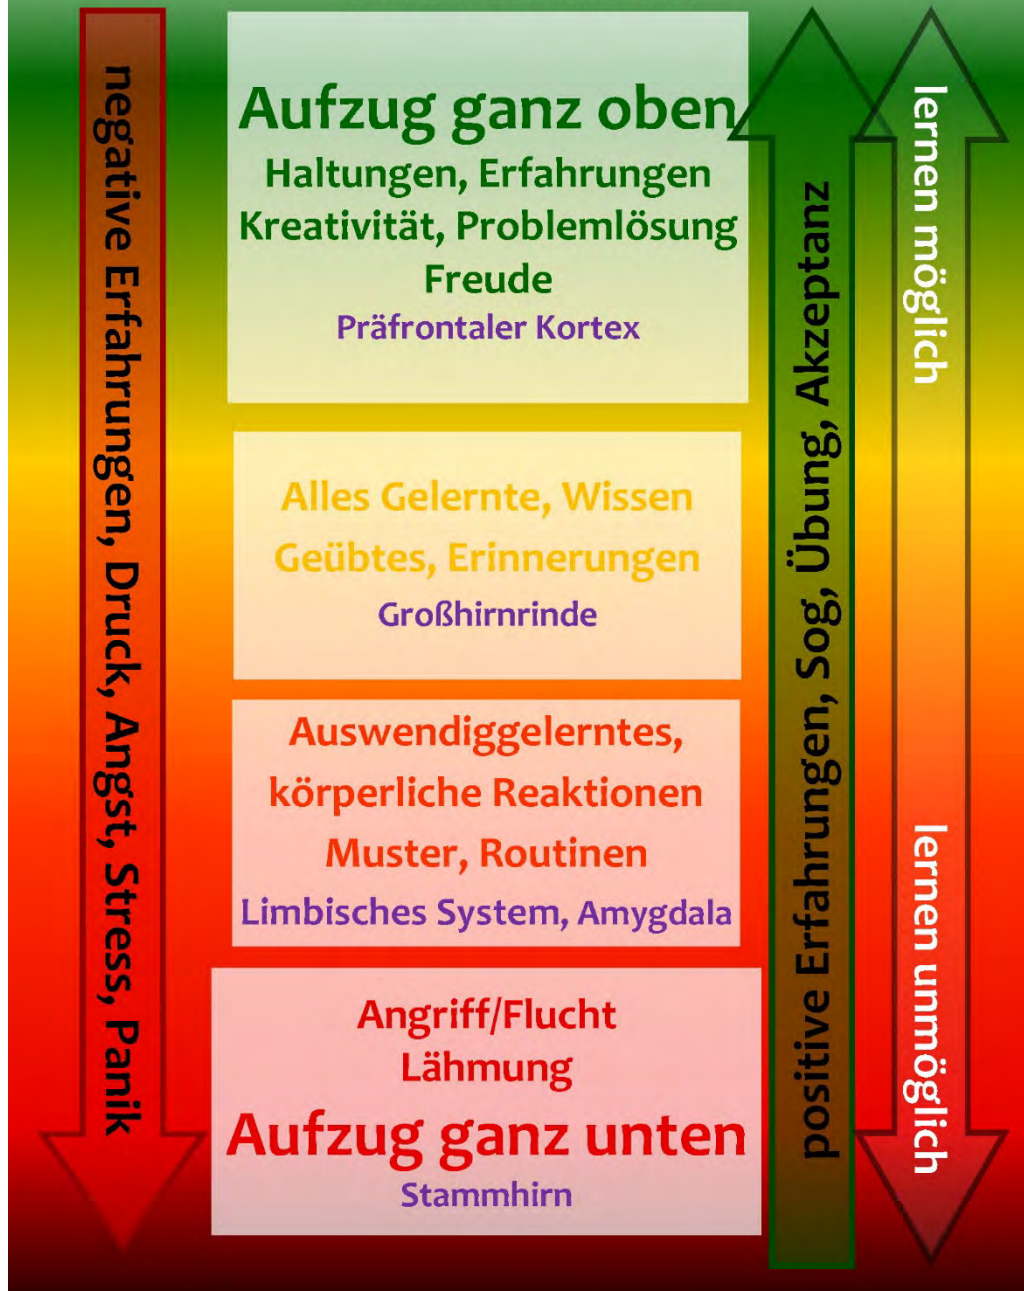 negative Erfahrungen, Druck, Angst, Stress, Panik
Aufzug ganz oben
Haltungen, Erfahrungen
Kreativität, Problemlösung
Freude
Präfrontaler Kortex
Alles Gelernte, Wissen
Geübtes, Erinnerungen
Großhirnrinde
Auswendiggelerntes,
körperliche Reaktionen
Muster, Routinen
Limbisches System, Amygdala
Angriff/Flucht
Lähmung
Aufzug ganz unten
Stammhirn
positive Erfahrungen, Sog, Übung, Akzeptanz
lernen möglich
lernen unmöglich